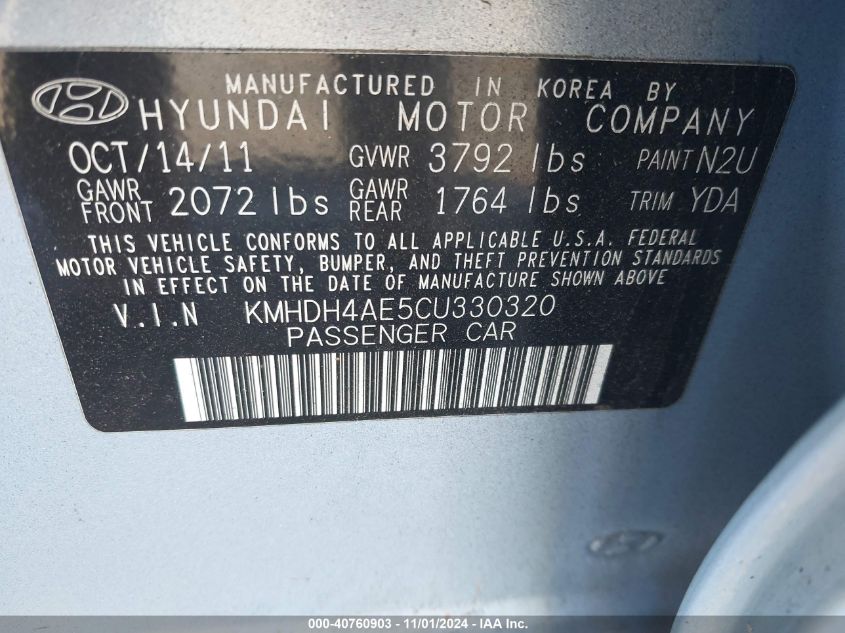 MANUFACTURED IN KOREA BY
HYUNDAI MOTOR COMPANY
OCT/14/11 GVWR 3792 lbs PAINT N2U
GAWR FRONT 2072 lbs GAWR REAR 1764 lbs TRIM YDA
THIS VEHICLE CONFORMS TO ALL APPLICABLE U.S.A. FEDERAL
MOTOR VEHICLE SAFETY, BUMPER, AND THEFT PREVENTION STANDARDS
IN EFFECT ON THE DATE OF MANUFACTURE SHOWN ABOVE
V.I.N KMHDH4AE5CU330320
PASSENGER CAR
000-40760903 - 11/01/2024 - IAA Inc.